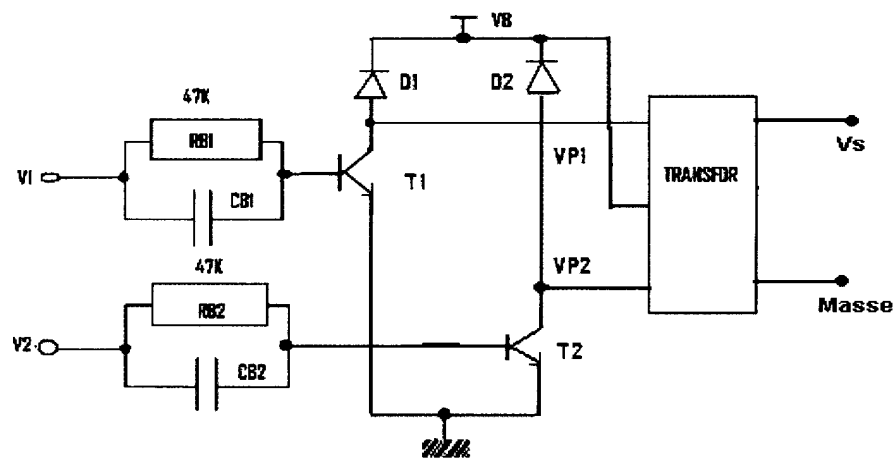 VB
D1
D2
47K
RB1
V1
CB1
T1
VP1
TRANSFOR
Vs
47K
VP2
RB2
Masse
V2
CB2
T2